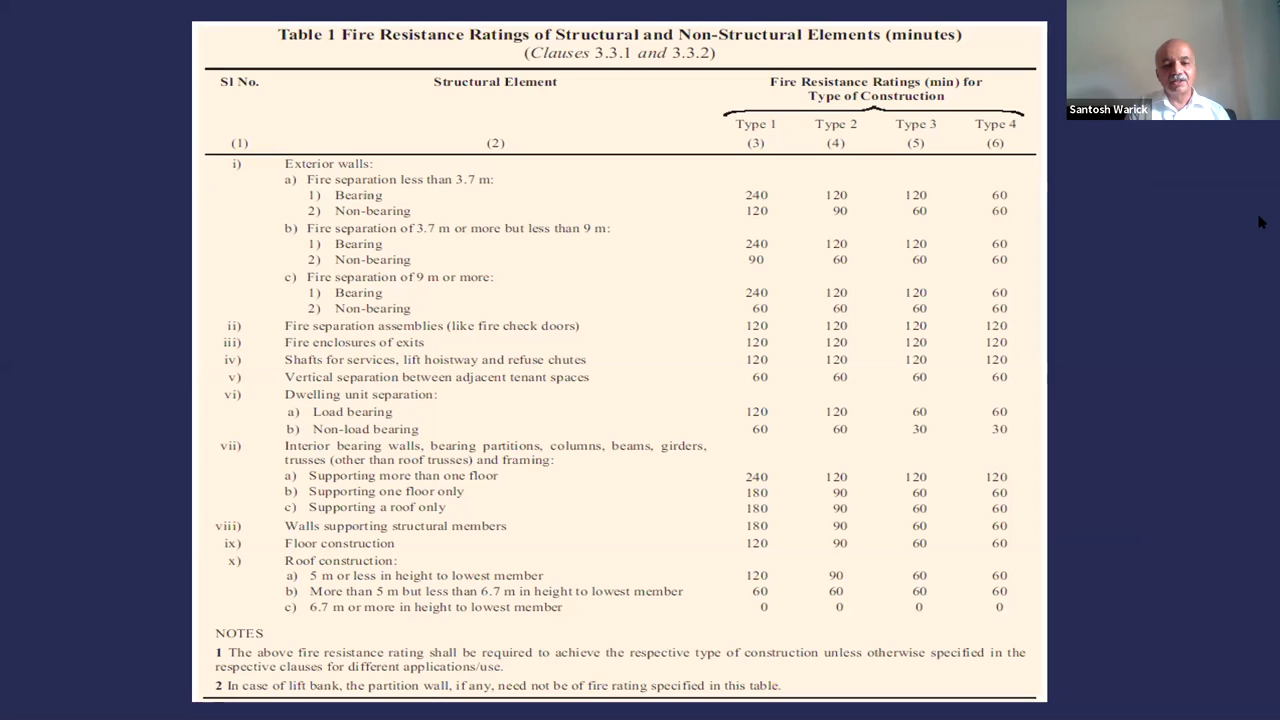 Table 1 Fire Resistance Ratings of Structural and Non-Structural Elements (minutes)
(Clauses 3.3.1 and 3.3.2)
Sl No. Structural Element Fire Resistance Ratings (min) for
Type of Construction
Type 1 Type 2 Type 3 Type 4
(1) (2) (3) (4) (5) (6)
i) Exterior walls:
a) Fire separation less than 3.7 m:
1) Bearing 240 120 120 60
2) Non-bearing 120 90 60 60
b) Fire separation of 3.7 m or more but less than 9 m:
1) Bearing 240 120 120 60
2) Non-bearing 90 60 60 60
c) Fire separation of 9 m or more:
1) Bearing 240 120 120 60
2) Non-bearing 60 60 60 60
ii) Fire separation assemblies (like fire check doors) 120 120 120 120
iii) Fire enclosures of exits 120 120 120 120
iv) Shafts for services, lift hoistway and refuse chutes 120 120 120 120
v) Vertical separation between adjacent tenant spaces 60 60 60 60
vi) Dwelling unit separation:
a) Load bearing 120 120 60 60
b) Non-load bearing 60 60 30 30
vii) Interior bearing walls, bearing partitions, columns, beams, girders,
trusses (other than roof trusses) and framing:
a) Supporting more than one floor 240 120 120 120
b) Supporting one floor only 180 90 60 60
c) Supporting a roof only 180 90 60 60
viii) Walls supporting structural members 180 90 60 60
ix) Floor construction 120 90 60 60
x) Roof construction:
a) 5 m or less in height to lowest member 120 90 60 60
b) More than 5 m but less than 6.7 m in height to lowest member 60 60 60 60
c) 6.7 m or more in height to lowest member 0 0 0 0
NOTES
1 The above fire resistance rating shall be required to achieve the respective type of construction unless otherwise specified in the
respective clauses for different applications/use.
2 In case of lift bank, the partition wall, if any, need not be of fire rating specified in this table.
Santosh Warick